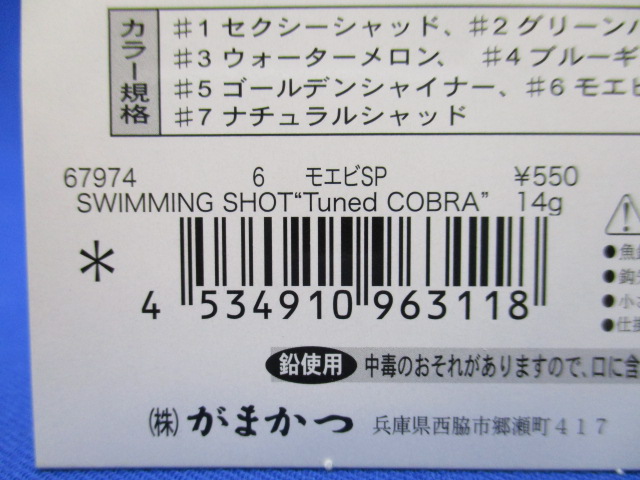 カラー規格
♯1 セクシーシャッド、♯2 グリーン
♯3 ウォーターメロン、 ♯4 ブルーギ
♯5 ゴールデンシャイナー、♯6 モエビ
♯7 ナチュラルシャッド
67974 6 モエビSP ¥550
SWIMMING SHOT“Tuned COBRA” 14g
*
4 534910 963118
●魚
●鈎
●小
●仕掛
鉛使用 中毒のおそれがありますので、口に含
(株) がまかつ 兵庫県西脇市郷瀬町417